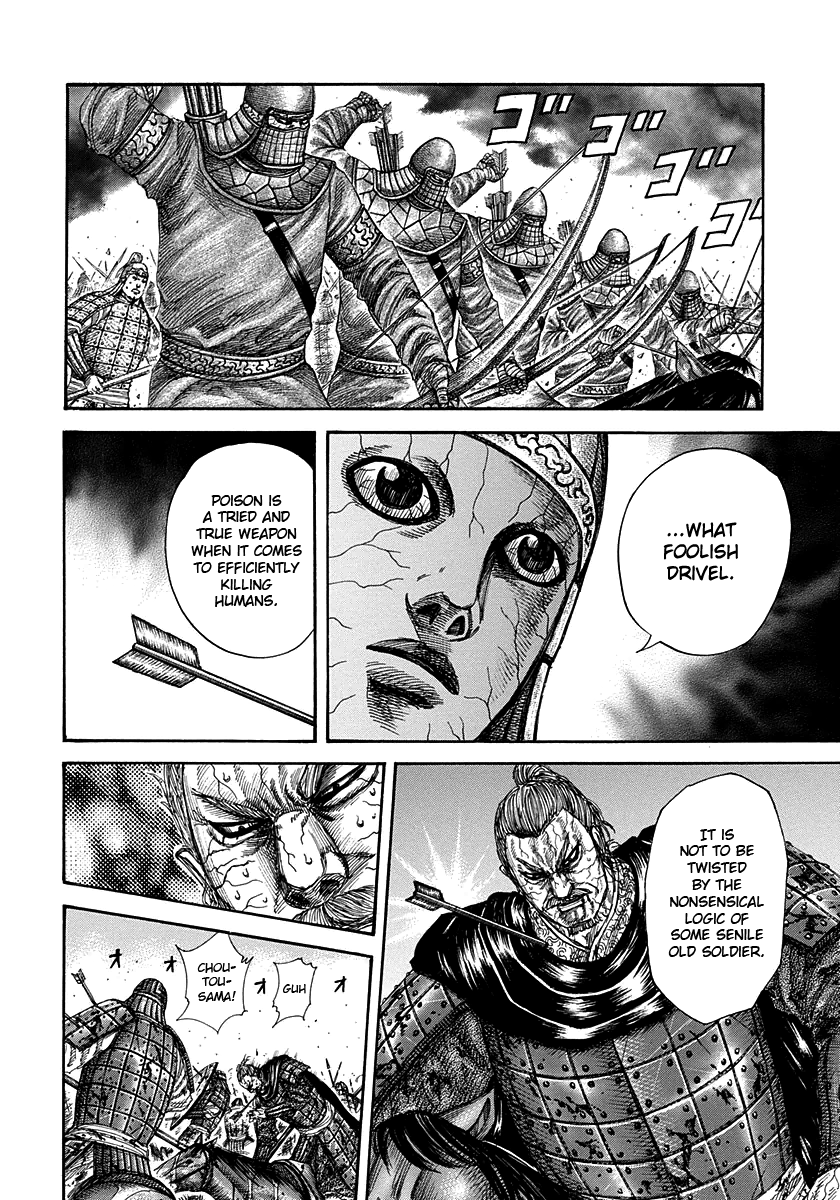 ゴ゙
ゴ゙
ゴ゙
ゴ゙
...WHAT
FOOLISH
DRIVEL.
POISON IS
A TRIED AND
TRUE WEAPON
WHEN IT COMES
TO EFFICIENTLY
KILLING
HUMANS.
IT IS
NOT TO BE
TWISTED
BY THE
NONSENSICAL
LOGIC OF
SOME SENILE
OLD SOLDIER.
GUH
オ
CHOU-
TOU-
SAMA!
オ
オ